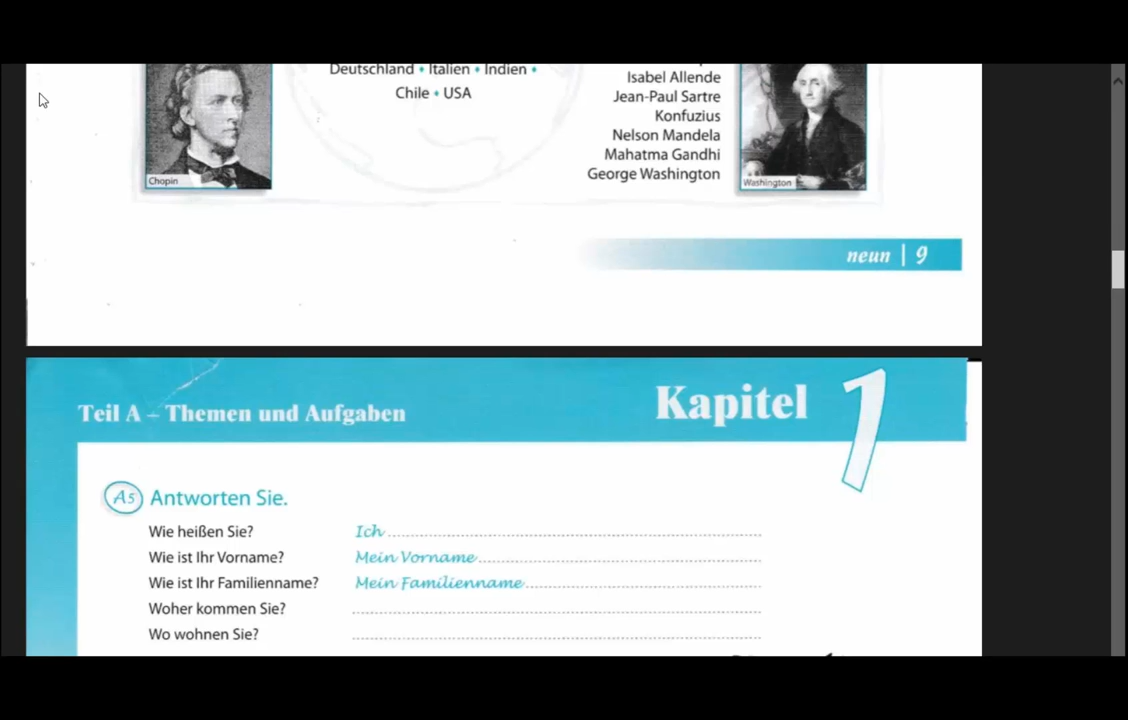 Deutschland • Italien • Indien •
Chile • USA
Chopin
Isabel Allende
Jean-Paul Sartre
Konfuzius
Nelson Mandela
Mahatma Gandhi
George Washington
Washington
neun | 9
Teil A – Themen und Aufgaben
Kapitel 1
A5 Antworten Sie.
Wie heißen Sie? Ich
Wie ist Ihr Vorname? Mein Vorname
Wie ist Ihr Familienname? Mein Familienname
Woher kommen Sie?
Wo wohnen Sie?